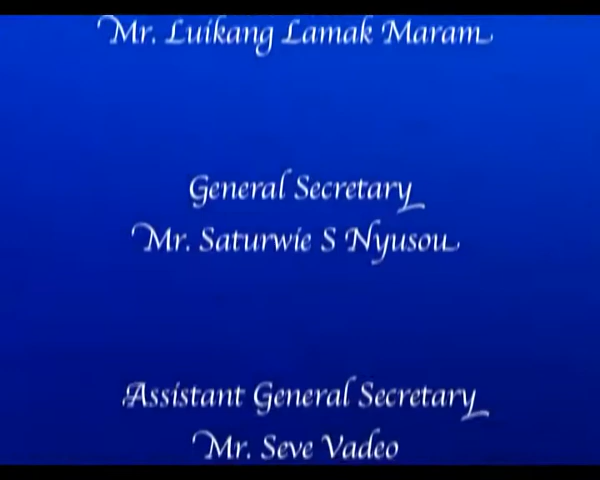 Mr. Luikang Lamak Maram
General Secretary
Mr. Saturwie S Nyusou
Assistant General Secretary
Mr. Seve Vadeo